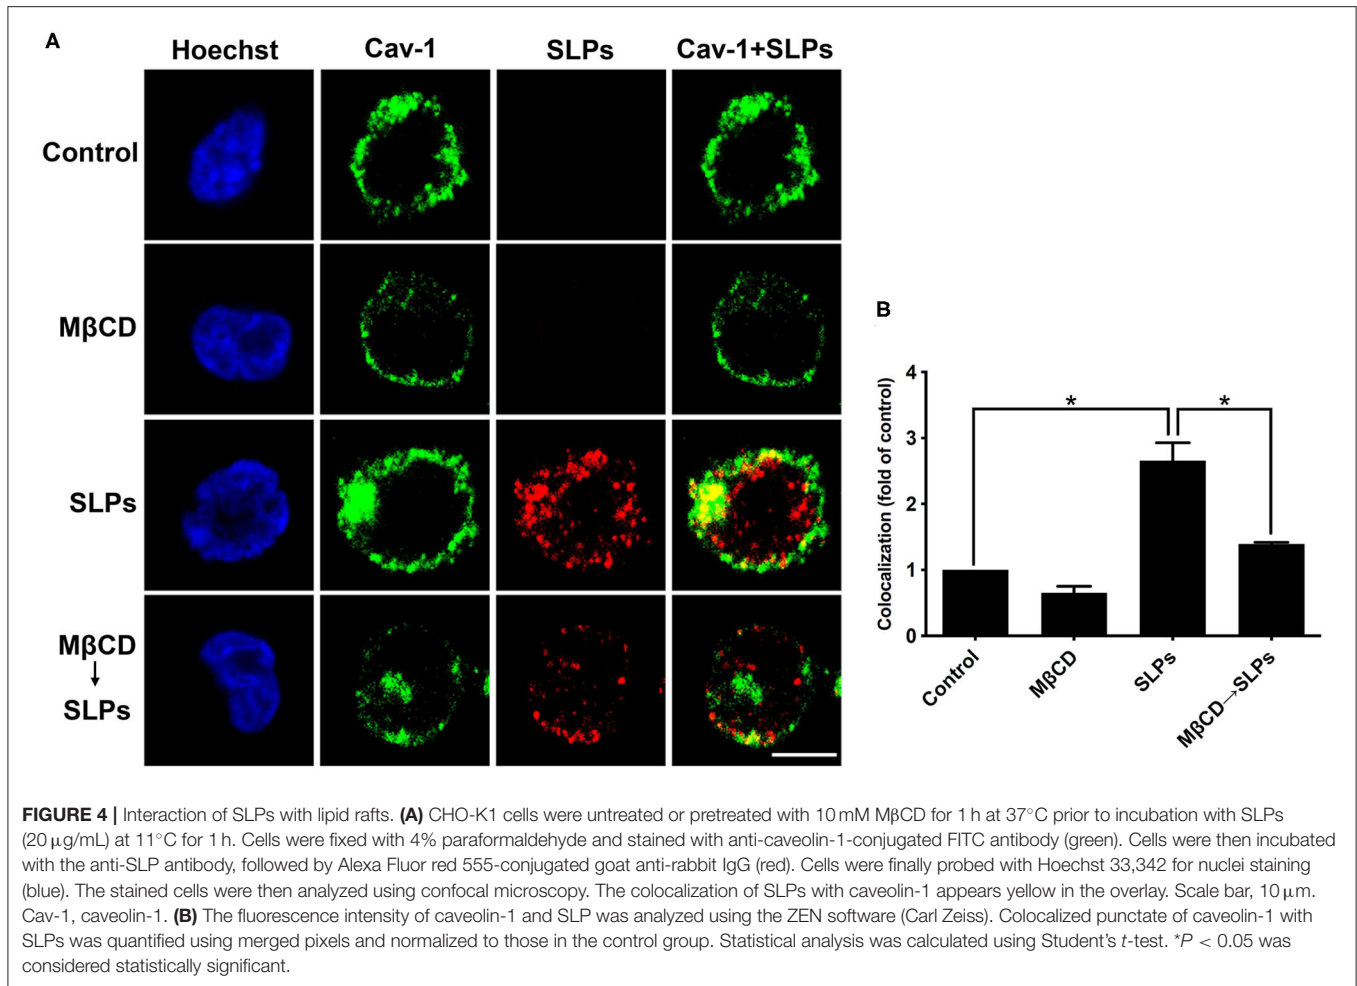 A
Hoechst
Cav-1
SLPs
Cav-1+SLPs
Control
MβCD
SLPs
MβCD
↓
SLPs
B
Colocalization (fold of control)
4
3
2
1
0
*
*
Control
MβCD
SLPs
MβCD→SLPs
FIGURE 4 | Interaction of SLPs with lipid rafts. (A) CHO-K1 cells were untreated or pretreated with 10 mM MβCD for 1 h at 37°C prior to incubation with SLPs
(20 μg/mL) at 11°C for 1 h. Cells were fixed with 4% paraformaldehyde and stained with anti-caveolin-1-conjugated FITC antibody (green). Cells were then incubated
with the anti-SLP antibody, followed by Alexa Fluor red 555-conjugated goat anti-rabbit IgG (red). Cells were finally probed with Hoechst 33,342 for nuclei staining
(blue). The stained cells were then analyzed using confocal microscopy. The colocalization of SLPs with caveolin-1 appears yellow in the overlay. Scale bar, 10 μm.
Cav-1, caveolin-1. (B) The fluorescence intensity of caveolin-1 and SLP was analyzed using the ZEN software (Carl Zeiss). Colocalized punctate of caveolin-1 with
SLPs was quantified using merged pixels and normalized to those in the control group. Statistical analysis was calculated using Student's t-test. *P < 0.05 was
considered statistically significant.